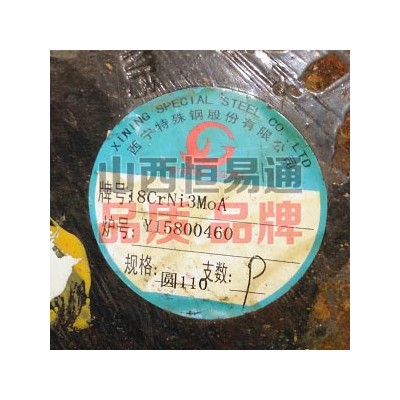 XINING SPECIAL STEEL CO., LTD
西宁特殊钢股份有限公司
山西恒易通
牌号:18CrNi3MoA
品质 品牌
炉号:Y15800460
规格: 支数: P
圆110